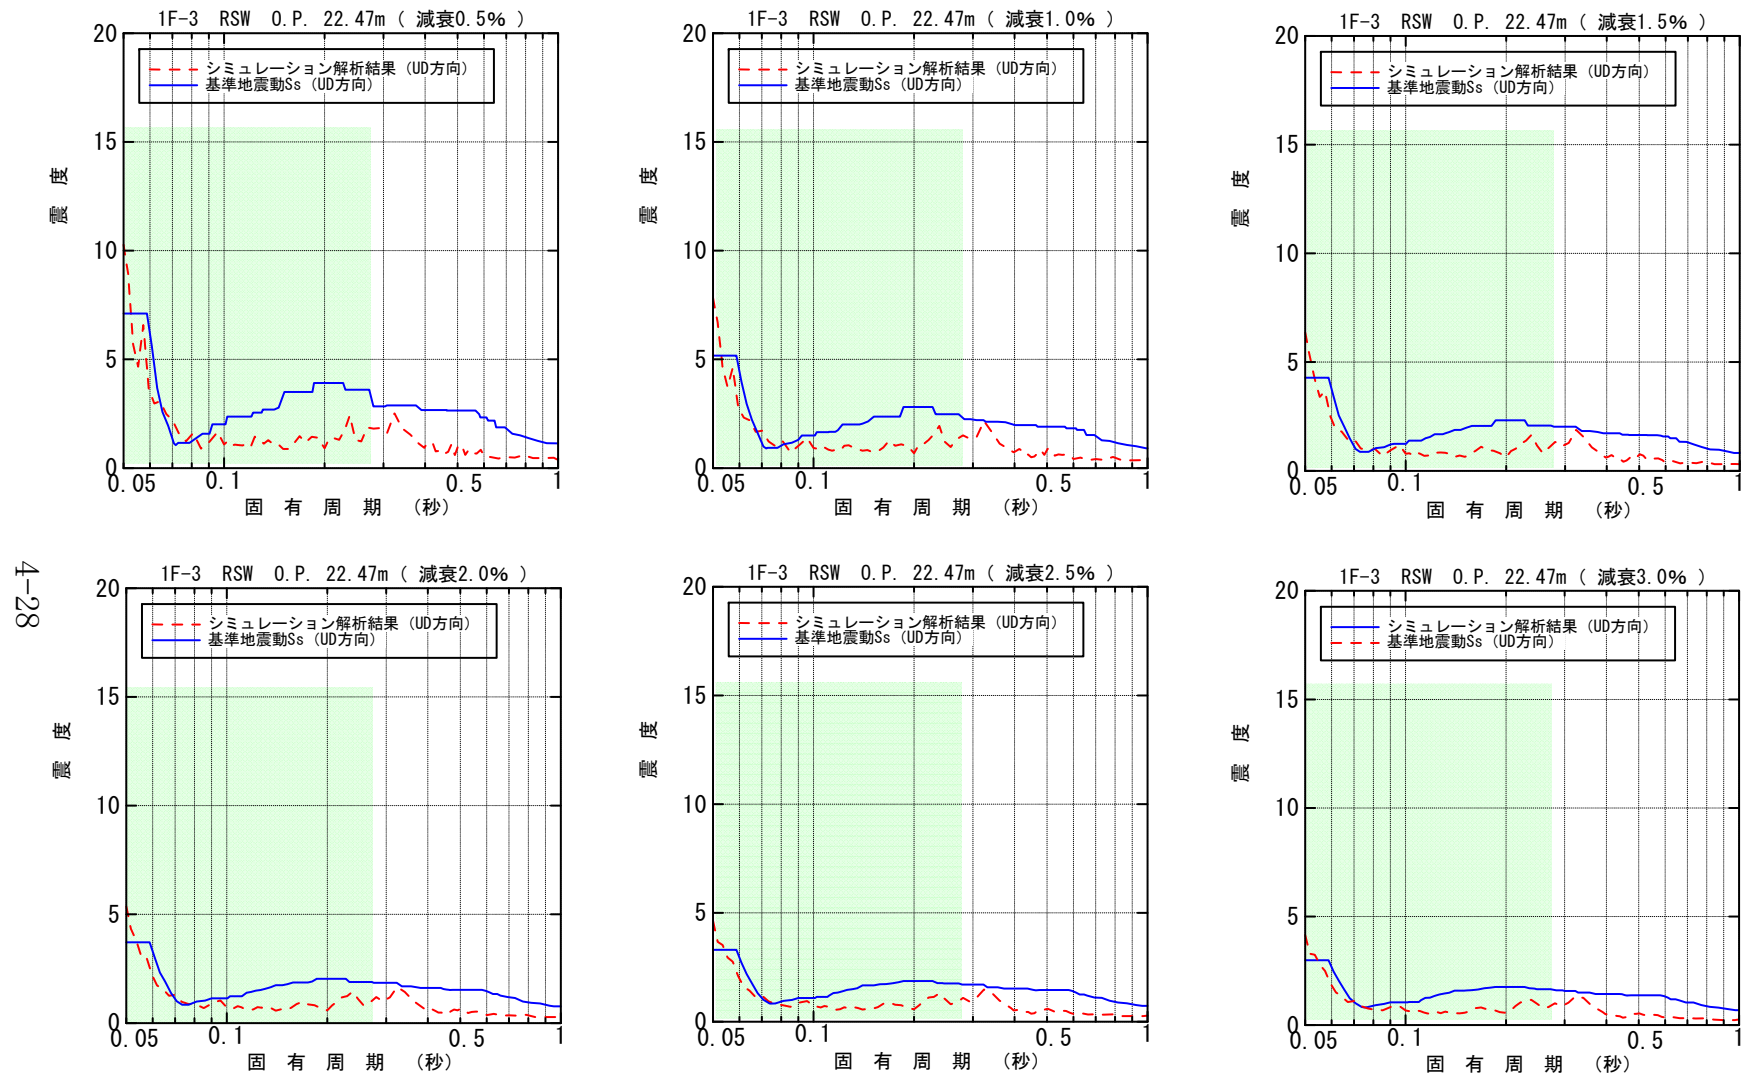 1F-3 RSW O.P. 22.47m ( 減衰0.5% )
シミュレーション解析結果 (UD方向)
基準地震動Ss (UD方向)
20
15
10
5
0
震度
0.05 0.1 0.5 1
固有周期 (秒)
1F-3 RSW O.P. 22.47m ( 減衰1.0% )
シミュレーション解析結果 (UD方向)
基準地震動Ss (UD方向)
20
15
10
5
0
震度
0.05 0.1 0.5 1
固有周期 (秒)
1F-3 RSW O.P. 22.47m ( 減衰1.5% )
シミュレーション解析結果 (UD方向)
基準地震動Ss (UD方向)
20
15
10
5
0
震度
0.05 0.1 0.5 1
固有周期 (秒)
4-28
1F-3 RSW O.P. 22.47m ( 減衰2.0% )
シミュレーション解析結果 (UD方向)
基準地震動Ss (UD方向)
20
15
10
5
0
震度
0.05 0.1 0.5 1
固有周期 (秒)
1F-3 RSW O.P. 22.47m ( 減衰2.5% )
シミュレーション解析結果 (UD方向)
基準地震動Ss (UD方向)
20
15
10
5
0
震度
0.05 0.1 0.5 1
固有周期 (秒)
1F-3 RSW O.P. 22.47m ( 減衰3.0% )
シミュレーション解析結果 (UD方向)
基準地震動Ss (UD方向)
20
15
10
5
0
震度
0.05 0.1 0.5 1
固有周期 (秒)